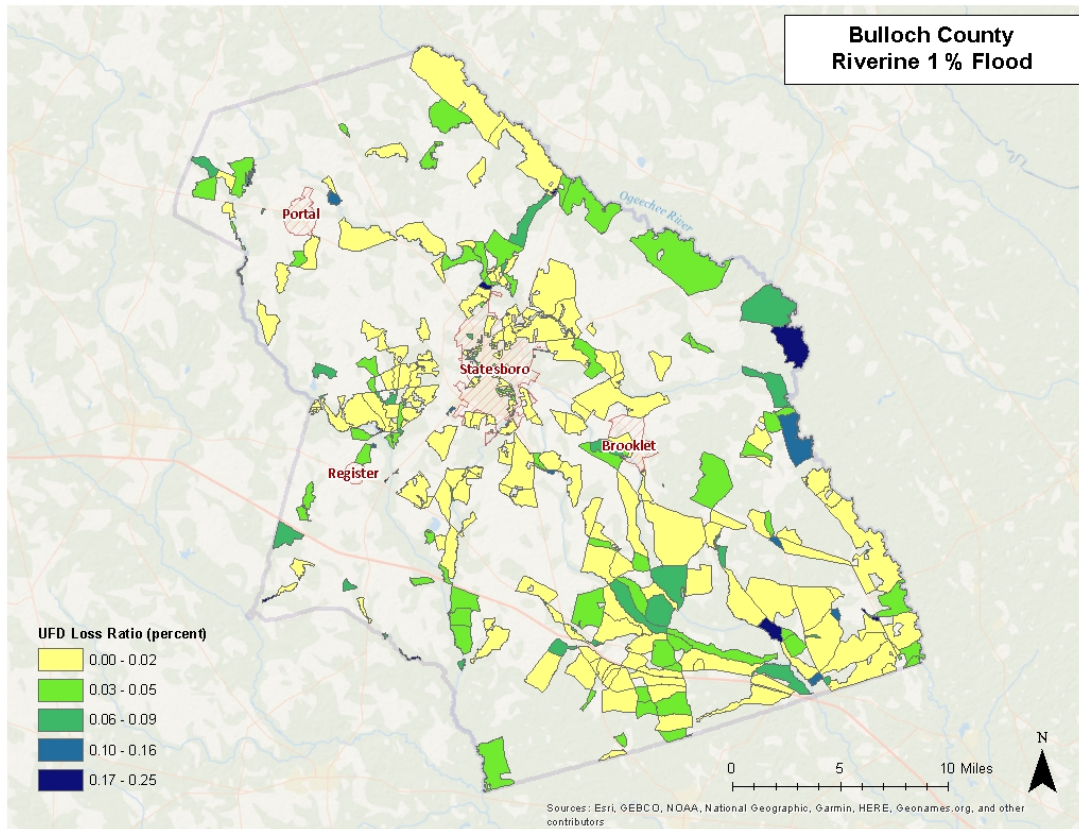 Bulloch County
Riverine 1% Flood
Ogeechee River
Portal
Statesboro
Brooklet
Register
UFD Loss Ratio (percent)
0.00 - 0.02
0.03 - 0.05
0.06 - 0.09
0.10 - 0.16
0.17 - 0.25
N
0 5 10 Miles
Sources: Esri, GEBCO, NOAA, National Geographic, Garmin, HERE, Geonames.org, and other
contributors